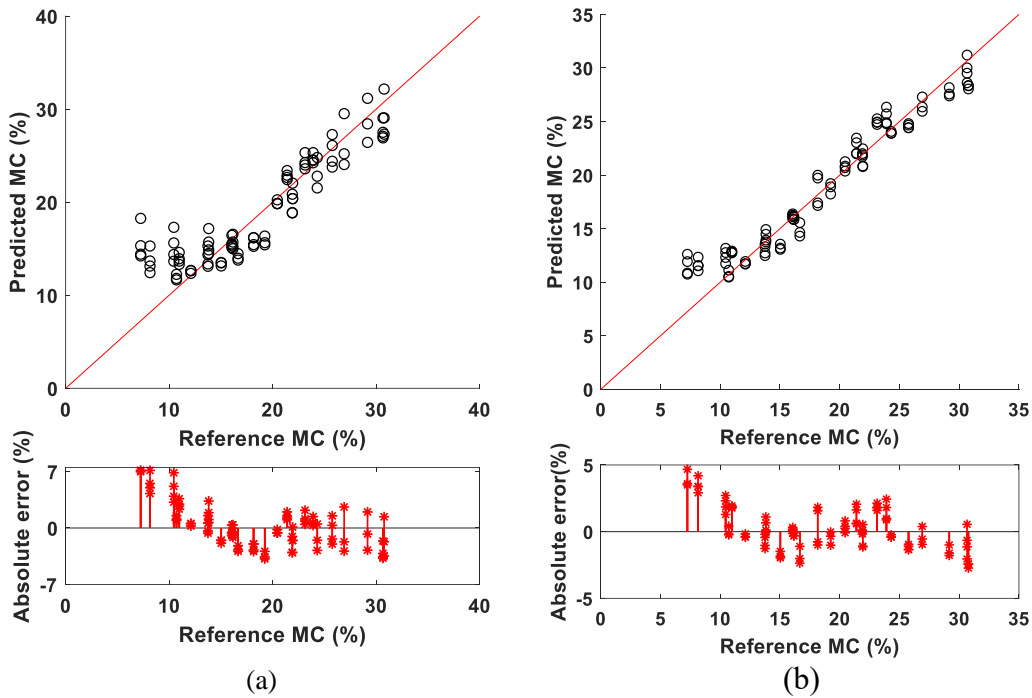 Predicted MC (%)
40
30
20
10
0
0 10 20 30 40
Reference MC (%)
Absolute error (%)
7
0
-7
0 10 20 30 40
Reference MC (%)
(a)
Predicted MC (%)
35
30
25
20
15
10
5
0
0 5 10 15 20 25 30 35
Reference MC (%)
Absolute error(%)
5
0
-5
0 5 10 15 20 25 30 35
Reference MC (%)
(b)